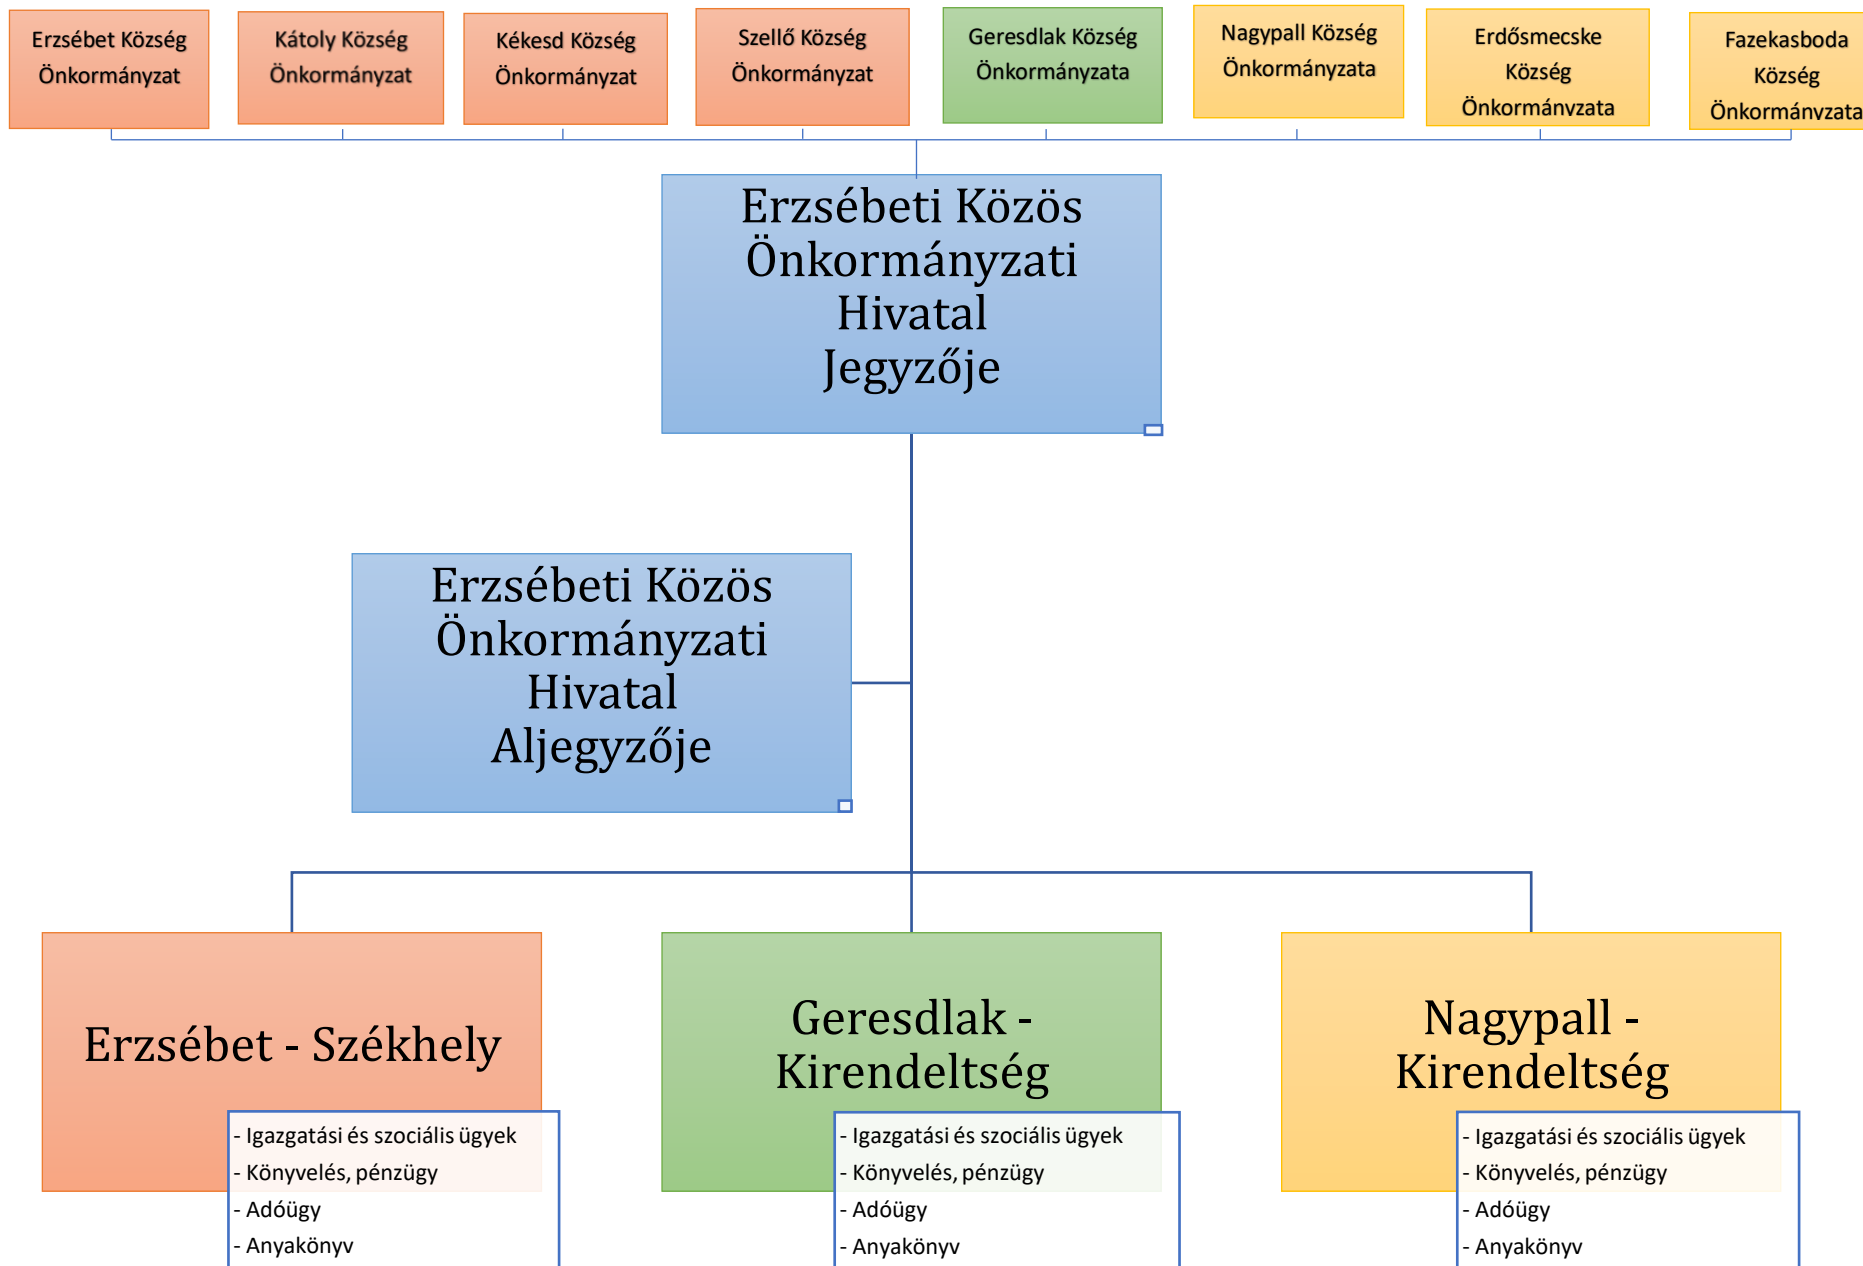 Erzsébet Község
Önkormányzat
Kátoly Község
Önkormányzat
Kékesd Község
Önkormányzat
Szellő Község
Önkormányzat
Geresdlak Község
Önkormányzata
Nagypall Község
Önkormányzata
Erdősmecske
Község
Önkormányzata
Fazekasboda
Község
Önkormányzata
Erzsébeti Közös
Önkormányzati
Hivatal
Jegyzője
Erzsébeti Közös
Önkormányzati
Hivatal
Aljegyzője
Erzsébet - Székhely
- Igazgatási és szociális ügyek
- Könyvelés, pénzügy
- Adóügy
- Anyakönyv
Geresdlak -
Kirendeltség
- Igazgatási és szociális ügyek
- Könyvelés, pénzügy
- Adóügy
- Anyakönyv
Nagypall -
Kirendeltség
- Igazgatási és szociális ügyek
- Könyvelés, pénzügy
- Adóügy
- Anyakönyv